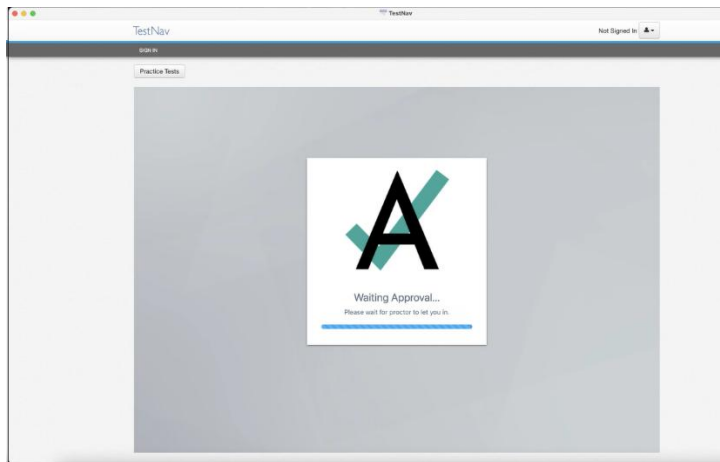 TestNav
TestNav
Not Signed In
SIGN IN
Practice Tests
A
Waiting Approval...
Please wait for proctor to let you in.